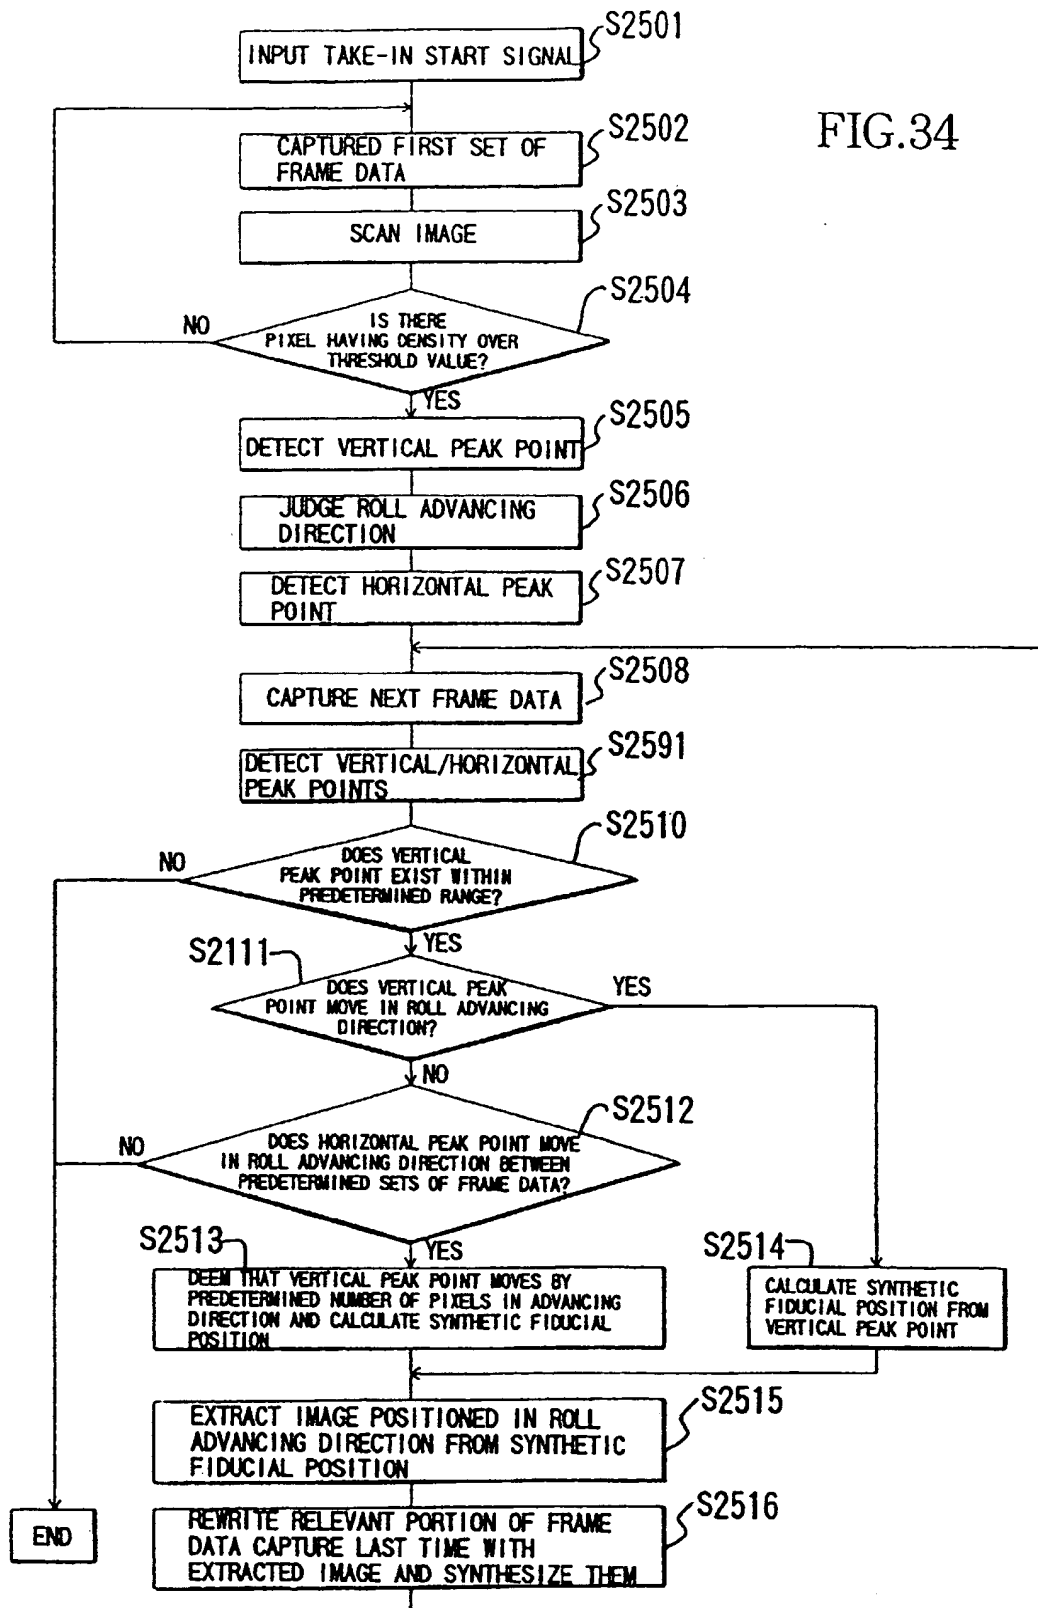 S2501
INPUT TAKE-IN START SIGNAL
FIG.34
S2502
CAPTURED FIRST SET OF
FRAME DATA
S2503
SCAN IMAGE
S2504
NO
IS THERE
PIXEL HAVING DENSITY OVER
THRESHOLD VALUE?
YES
S2505
DETECT VERTICAL PEAK POINT
S2506
JUDGE ROLL ADVANCING
DIRECTION
S2507
DETECT HORIZONTAL PEAK
POINT
S2508
CAPTURE NEXT FRAME DATA
S2591
DETECT VERTICAL/HORIZONTAL
PEAK POINTS
S2510
NO
DOES VERTICAL
PEAK POINT EXIST WITHIN
PREDETERMINED RANGE?
YES
S2111
DOES VERTICAL PEAK
POINT MOVE IN ROLL ADVANCING
DIRECTION?
YES
NO
S2512
NO
DOES HORIZONTAL PEAK POINT MOVE
IN ROLL ADVANCING DIRECTION BETWEEN
PREDETERMINED SETS OF FRAME DATA?
YES
S2513
DEEM THAT VERTICAL PEAK POINT MOVES BY
PREDETERMINED NUMBER OF PIXELS IN ADVANCING
DIRECTION AND CALCULATE SYNTHETIC FIDUCIAL
POSITION
S2514
CALCULATE SYNTHETIC
FIDUCIAL POSITION FROM
VERTICAL PEAK POINT
S2515
EXTRACT IMAGE POSITIONED IN ROLL
ADVANCING DIRECTION FROM SYNTHETIC
FIDUCIAL POSITION
S2516
REWRITE RELEVANT PORTION OF FRAME
DATA CAPTURE LAST TIME WITH
EXTRACTED IMAGE AND SYNTHESIZE THEM
END